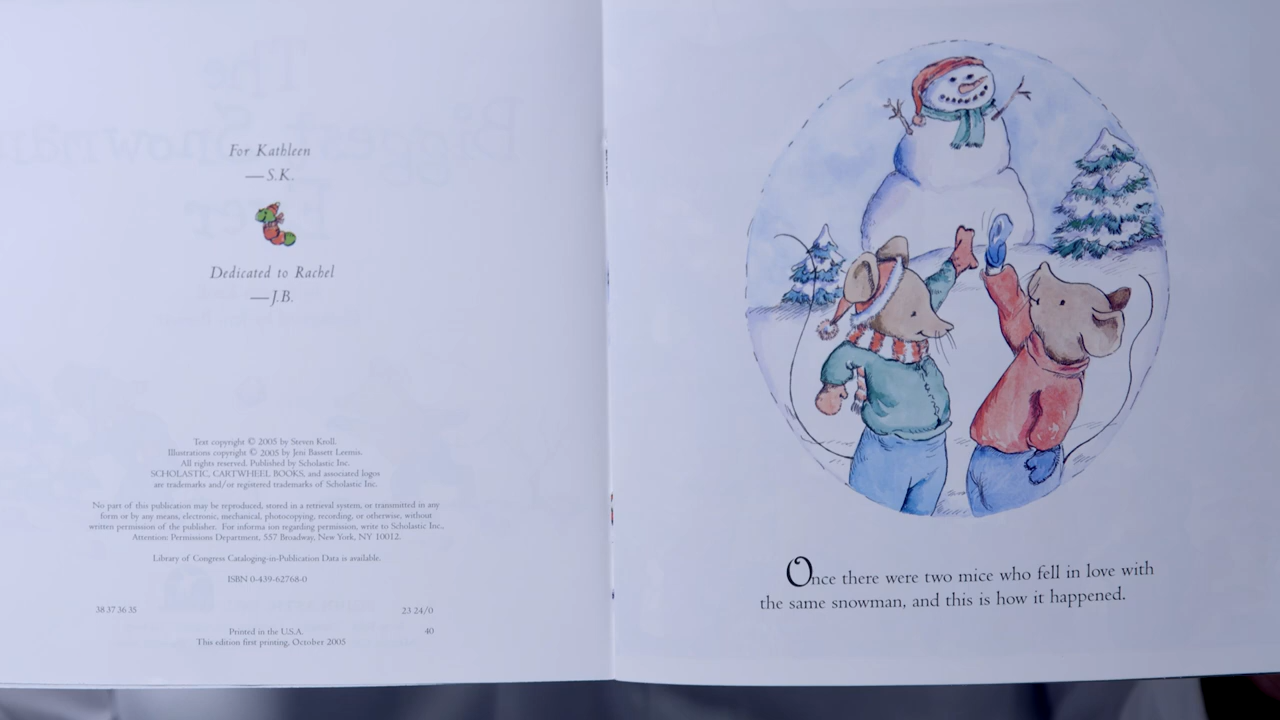 For Kathleen
—S.K.
Dedicated to Rachel
—J.B.
Text copyright © 2005 by Steven Kroll.
Illustrations copyright © 2005 by Jeni Bassett Leemis.
All rights reserved. Published by Scholastic Inc.
SCHOLASTIC, CARTWHEEL BOOKS, and associated logos
are trademarks and/or registered trademarks of Scholastic Inc.
No part of this publication may be reproduced, stored in a retrieval system, or transmitted in any
form or by any means, electronic, mechanical, photocopying, recording, or otherwise, without
written permission of the publisher. For informa ion regarding permission, write to Scholastic Inc.,
Attention: Permissions Department, 557 Broadway, New York, NY 10012.
Library of Congress Cataloging-in-Publication Data is available.
ISBN 0-439-62768-0
38 37 36 35 23 24/0
Printed in the U.S.A. 40
This edition first printing, October 2005
Once there were two mice who fell in love with
the same snowman, and this is how it happened.